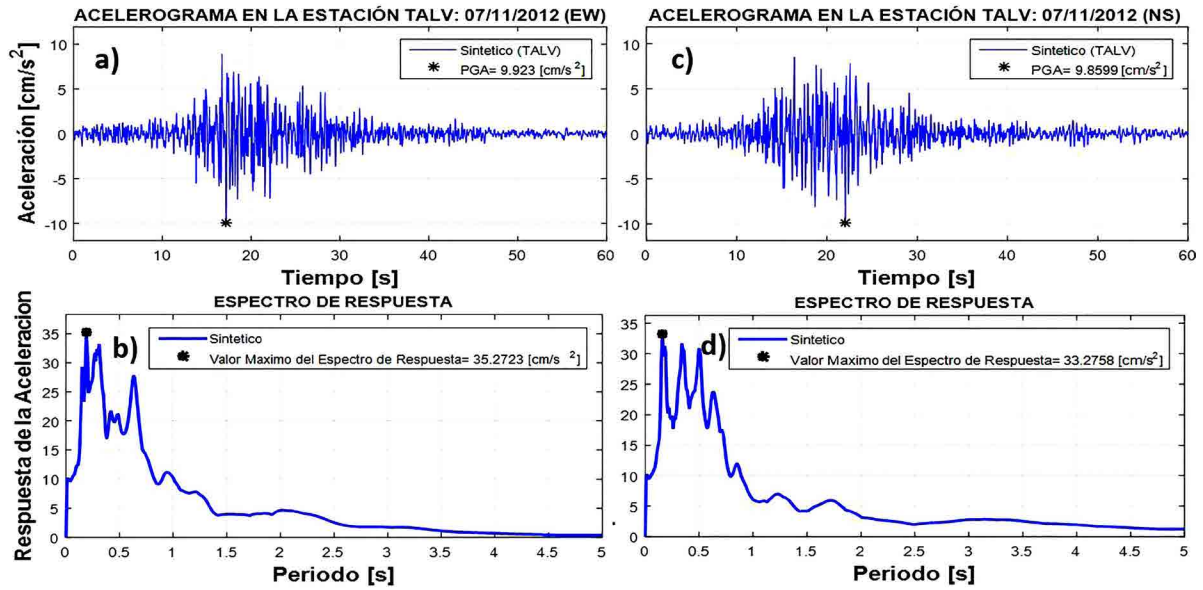 ACELEROGRAMA EN LA ESTACIÓN TALV: 07/11/2012 (EW)
a)
Sintetico (TALV)
PGA= 9.923 [cm/s²]
Aceleración [cm/s²]
10
5
0
-5
-10
0 10 20 30 40 50 60
Tiempo [s]
ACELEROGRAMA EN LA ESTACIÓN TALV: 07/11/2012 (NS)
c)
Sintetico (TALV)
PGA= 9.8599 [cm/s²]
10
5
0
-5
-10
0 10 20 30 40 50 60
Tiempo [s]
ESPECTRO DE RESPUESTA
b)
Sintetico
Valor Maximo del Espectro de Respuesta= 35.2723 [cm/s ²]
Respuesta de la Aceleracion
35
30
25
20
15
10
5
0
0 0.5 1 1.5 2 2.5 3 3.5 4 4.5 5
Periodo [s]
ESPECTRO DE RESPUESTA
d)
Sintetico
Valor Maximo del Espectro de Respuesta= 33.2758 [cm/s²]
35
30
25
20
15
10
5
0
0 0.5 1 1.5 2 2.5 3 3.5 4 4.5 5
Periodo [s]